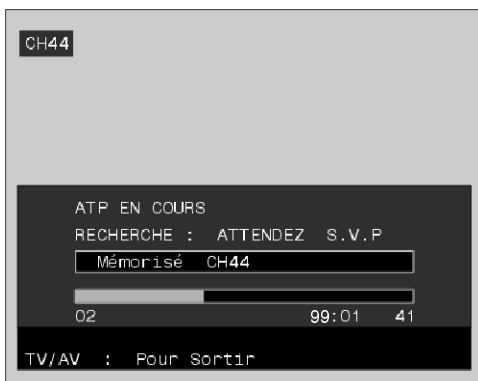 CH44
ATP EN COURS
RECHERCHE : ATTENDEZ S.V.P
Mémorisé CH44
02 99:01 41
TV/AV : Pour Sortir